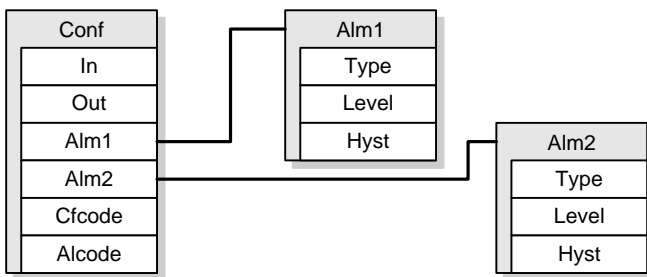 Conf
In
Out
Alm1
Alm2
Cfcode
Alcode
Alm1
Type
Level
Hyst
Alm2
Type
Level
Hyst